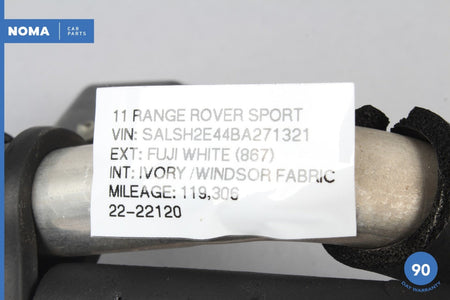 NOMA CAR PARTS
11 RANGE ROVER SPORT
VIN: SALSH2E44BA271321
EXT: FUJI WHITE (867)
INT: IVORY /WINDSOR FABRIC
MILEAGE: 119,306
22-22120
90
DAY WARRANTY